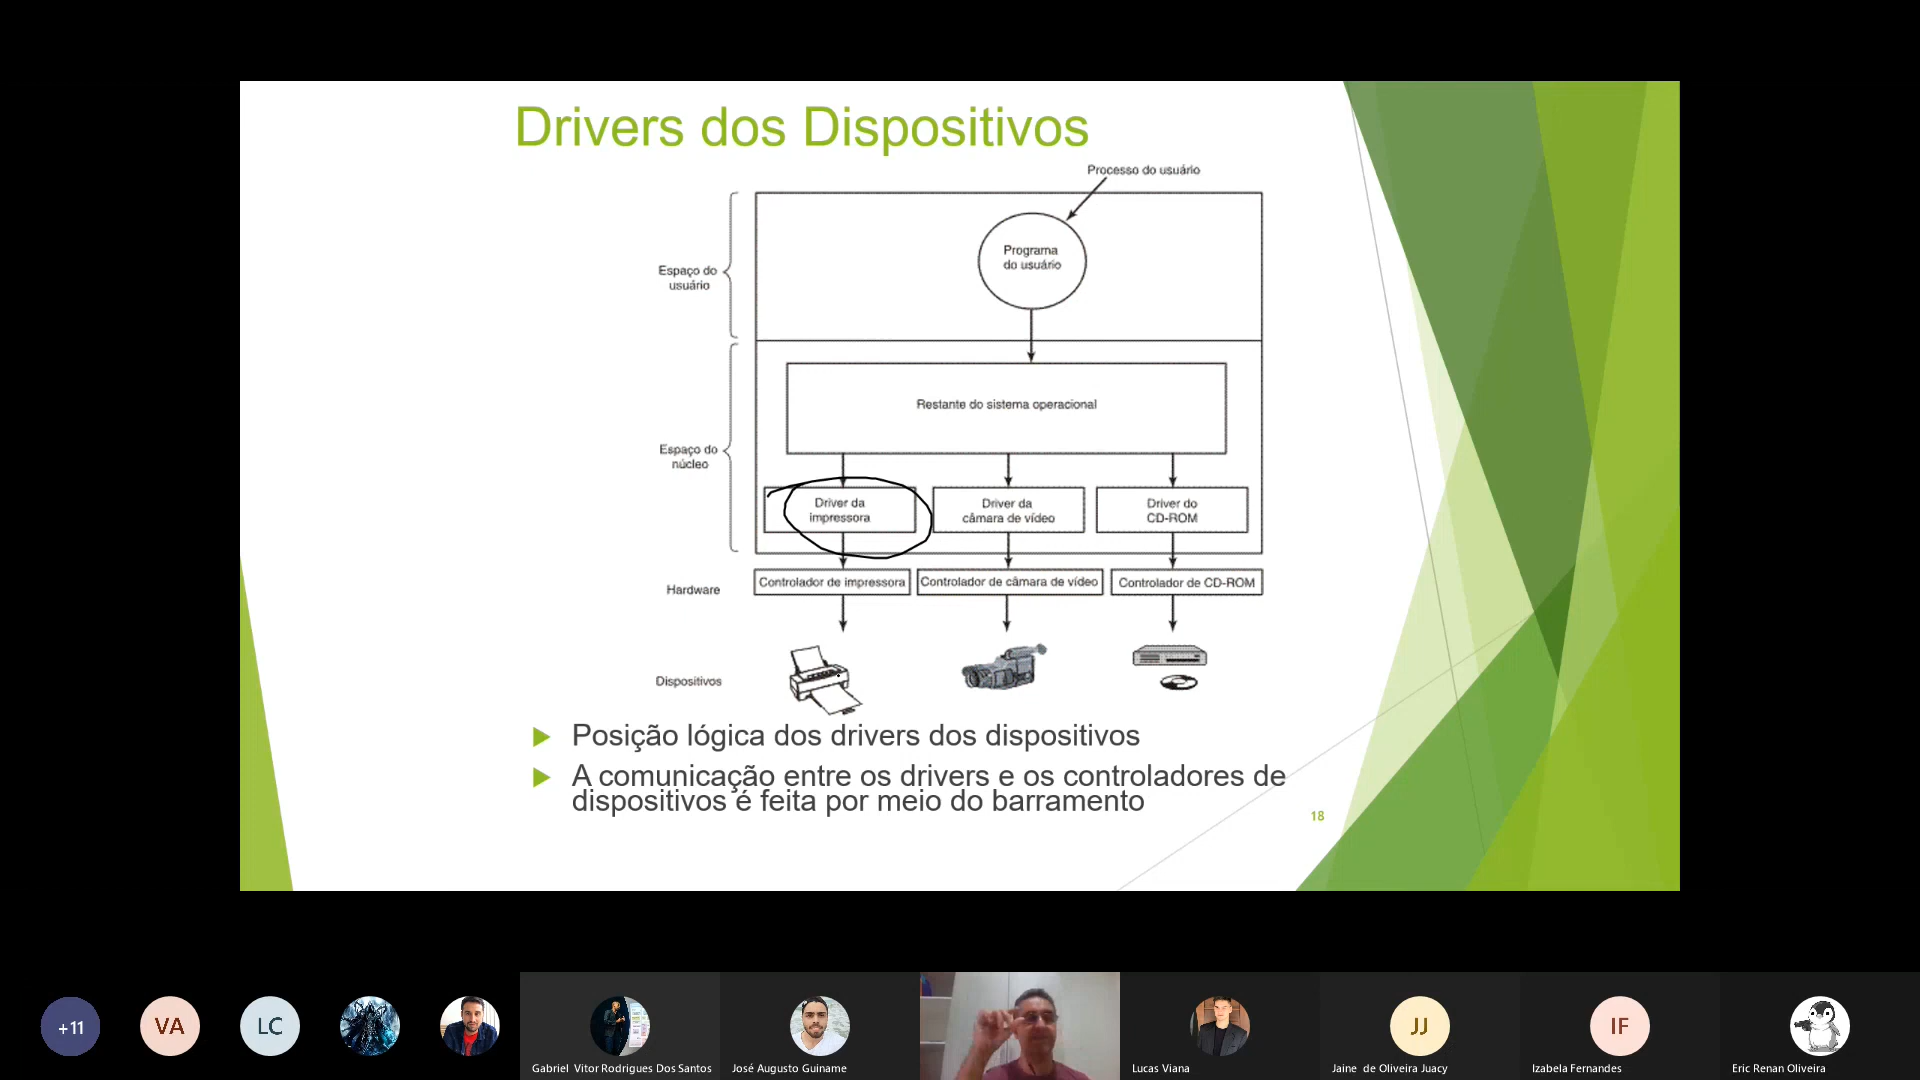 Drivers dos Dispositivos
Processo do usuário
Programa
do usuário
Espaço do
usuário
Restante do sistema operacional
Espaço do
núcleo
Driver da
impressora
Driver da
câmara de vídeo
Driver do
CD-ROM
Hardware
Controlador de impressora
Controlador de câmara de vídeo
Controlador de CD-ROM
Dispositivos
Posição lógica dos drivers dos dispositivos
A comunicação entre os drivers e os controladores de
dispositivos é feita por meio do barramento
18
+11
VA
LC
JJ
IF
Gabriel Vitor Rodrigues Dos Santos
José Augusto Guiname
Lucas Viana
Jaine de Oliveira Juacy
Izabela Fernandes
Eric Renan Oliveira